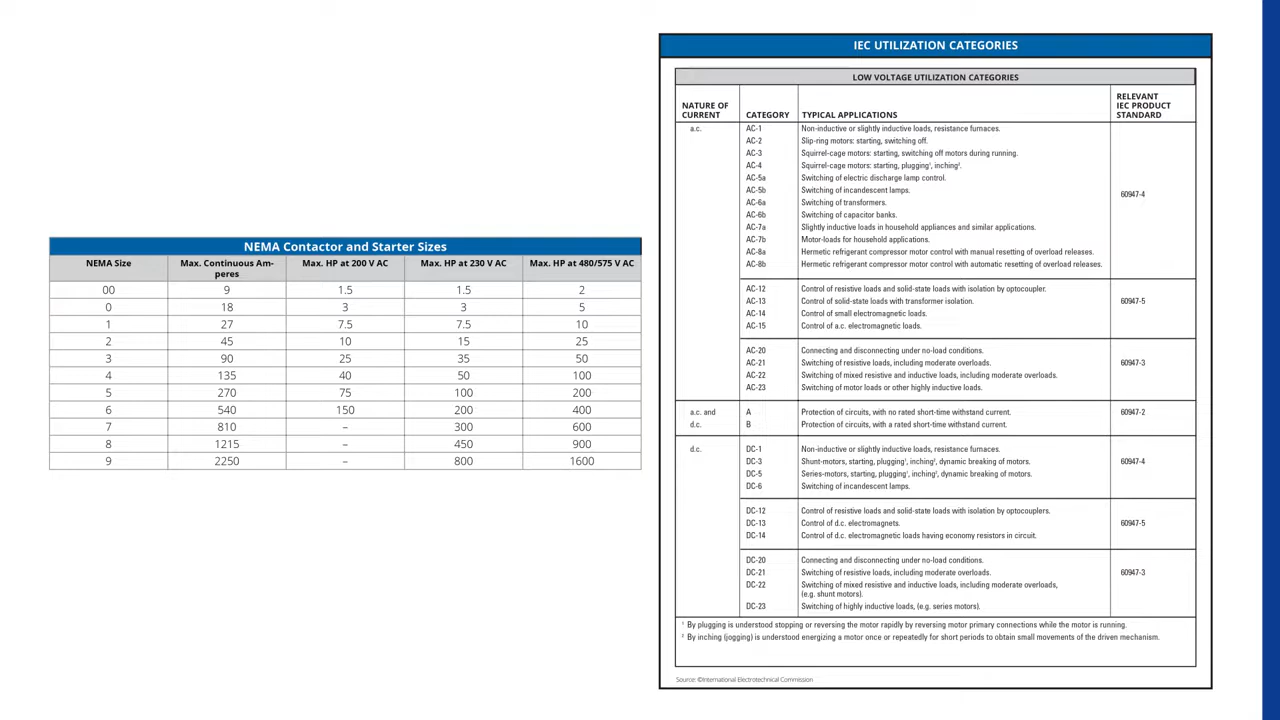 NEMA Contactor and Starter Sizes
NEMA Size Max. Continuous Am- Max. HP at 200 V AC Max. HP at 230 V AC Max. HP at 480/575 V AC
peres
00 9 1.5 1.5 2
0 18 3 3 5
1 27 7.5 7.5 10
2 45 10 15 25
3 90 25 35 50
4 135 40 50 100
5 270 75 100 200
6 540 150 200 400
7 810 – 300 600
8 1215 – 450 900
9 2250 – 800 1600
IEC UTILIZATION CATEGORIES
LOW VOLTAGE UTILIZATION CATEGORIES
NATURE OF CURRENT CATEGORY TYPICAL APPLICATIONS RELEVANT IEC PRODUCT STANDARD
a.c. AC-1 Non-inductive or slightly inductive loads, resistance furnaces.
AC-2 Slip-ring motors: starting, switching off.
AC-3 Squirrel-cage motors: starting, switching off motors during running.
AC-4 Squirrel-cage motors: starting, plugging¹, inching².
AC-5a Switching of electric discharge lamp control.
AC-5b Switching of incandescent lamps. 60947-4
AC-6a Switching of transformers.
AC-6b Switching of capacitor banks.
AC-7a Slightly inductive loads in household appliances and similar applications.
AC-7b Motor-loads for household applications.
AC-8a Hermetic refrigerant compressor motor control with manual resetting of overload releases.
AC-8b Hermetic refrigerant compressor motor control with automatic resetting of overload releases.
AC-12 Control of resistive loads and solid-state loads with isolation by optocoupler.
AC-13 Control of solid-state loads with transformer isolation. 60947-5
AC-14 Control of small electromagnetic loads.
AC-15 Control of a.c. electromagnetic loads.
AC-20 Connecting and disconnecting under no-load conditions.
AC-21 Switching of resistive loads, including moderate overloads. 60947-3
AC-22 Switching of mixed resistive and inductive loads, including moderate overloads.
AC-23 Switching of motor loads or other highly inductive loads.
a.c. and A Protection of circuits, with no rated short-time withstand current. 60947-2
d.c. B Protection of circuits, with a rated short-time withstand current.
d.c. DC-1 Non-inductive or slightly inductive loads, resistance furnaces.
DC-3 Shunt-motors, starting, plugging¹, inching², dynamic breaking of motors. 60947-4
DC-5 Series-motors, starting, plugging¹, inching², dynamic breaking of motors.
DC-6 Switching of incandescent lamps.
DC-12 Control of resistive loads and solid-state loads with isolation by optocouplers.
DC-13 Control of d.c. electromagnets. 60947-5
DC-14 Control of d.c. electromagnetic loads having economy resistors in circuit.
DC-20 Connecting and disconnecting under no-load conditions.
DC-21 Switching of resistive loads, including moderate overloads. 60947-3
DC-22 Switching of mixed resistive and inductive loads, including moderate overloads,
(e.g. shunt motors).
DC-23 Switching of highly inductive loads, (e.g. series motors).
¹ By plugging is understood stopping or reversing the motor rapidly by reversing motor primary connections while the motor is running.
² By inching (jogging) is understood energizing a motor once or repeatedly for short periods to obtain small movements of the driven mechanism.
Source: ©International Electrotechnical Commission